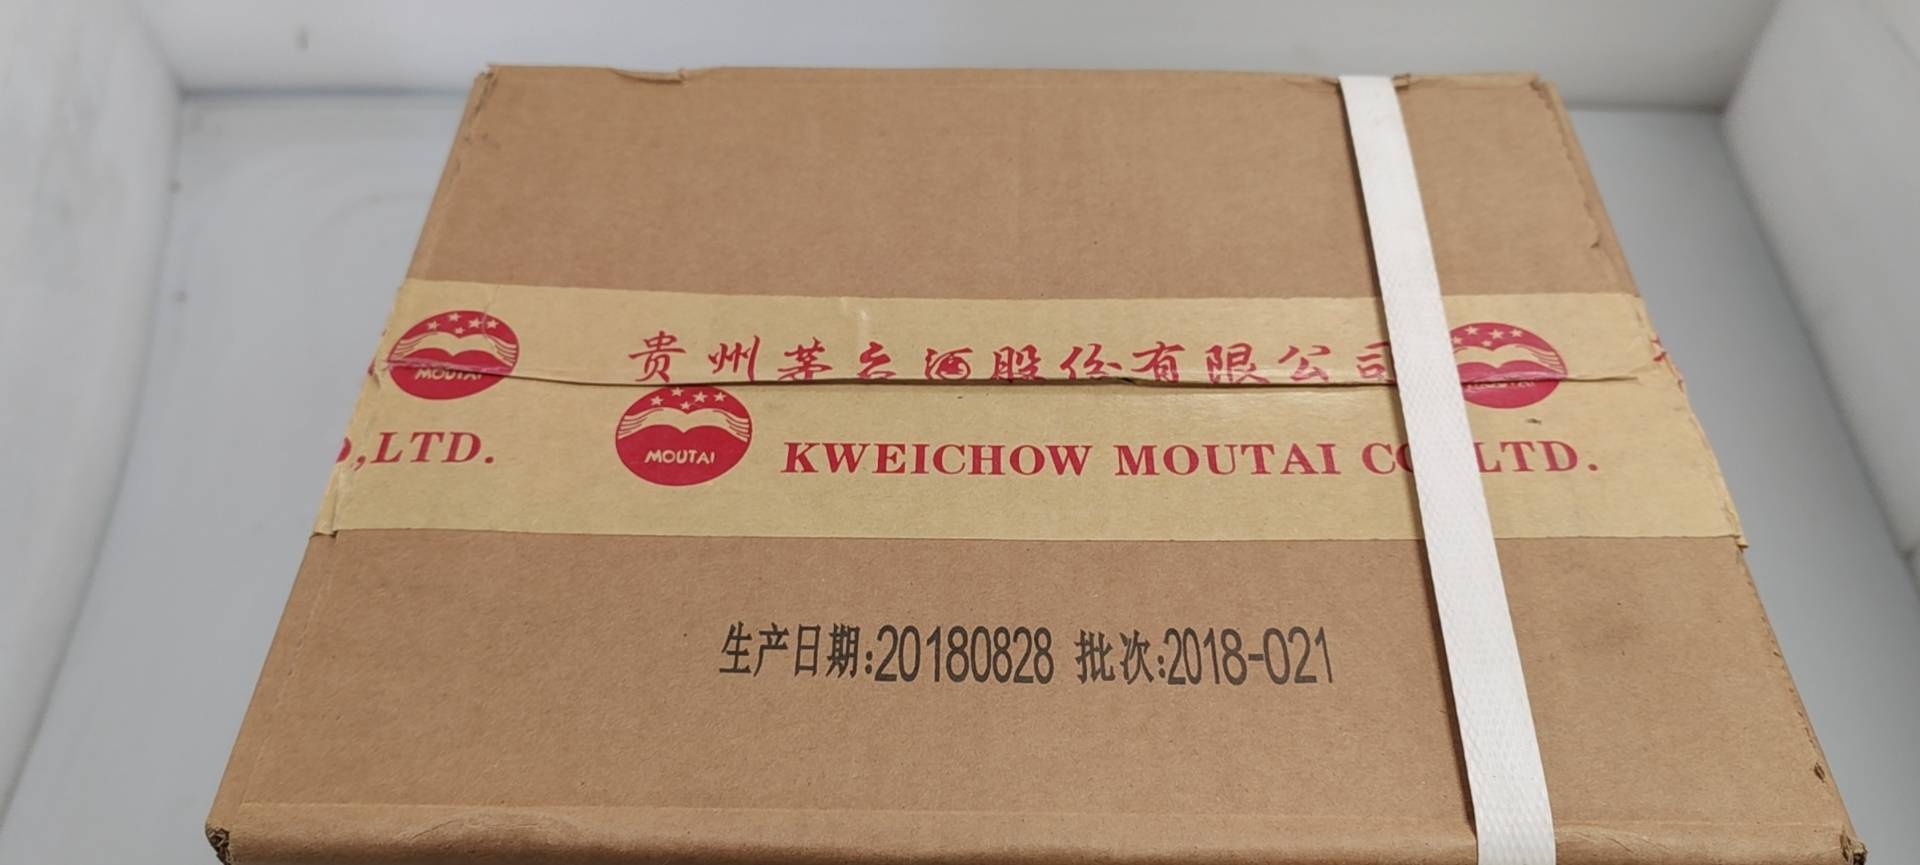 MOUTAI
贵州茅台酒股份有限公司
,LTD.
MOUTAI
KWEICHOW MOUTAI CO LTD.
生产日期:20180828 批次:2018-021